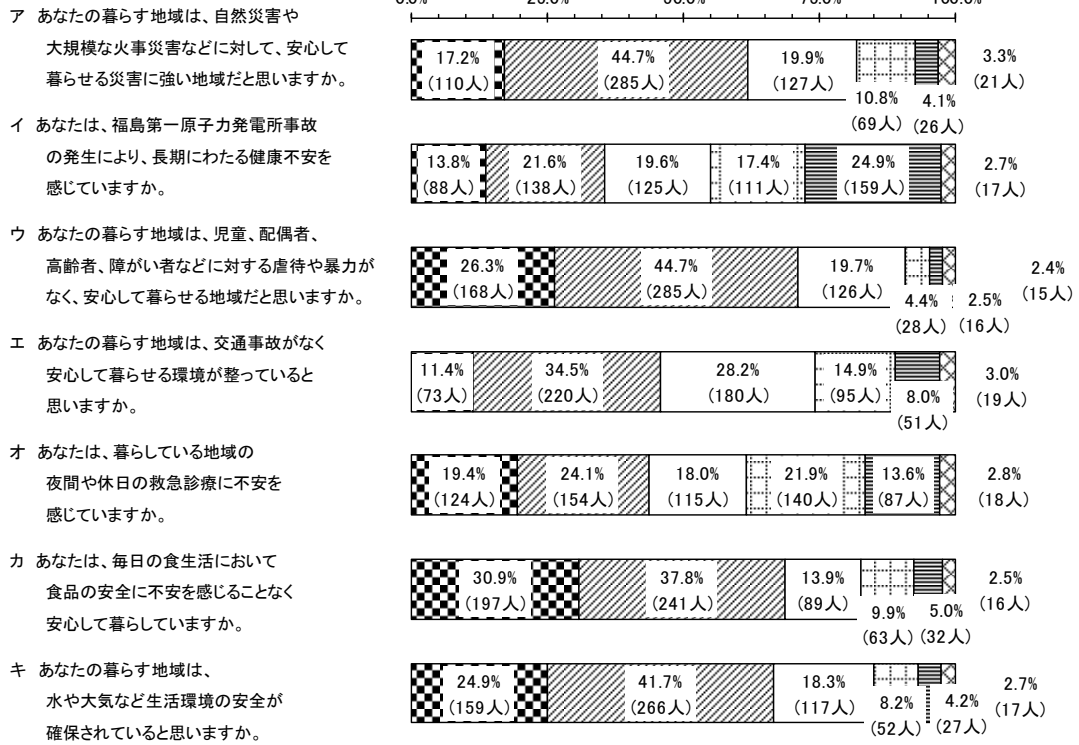 0.0% 25.0% 50.0% 75.0% 100.0%
ア あなたの暮らす地域は、自然災害や
大規模な火事災害などに対して、安心して
暮らせる災害に強い地域だと思いますか。
17.2% 44.7% 19.9% 10.8% 4.1% 3.3%
(110人) (285人) (127人) (69人) (26人) (21人)
イ あなたは、福島第一原子力発電所事故
の発生により、長期にわたる健康不安を
感じていますか。
13.8% 21.6% 19.6% 17.4% 24.9% 2.7%
(88人) (138人) (125人) (111人) (159人) (17人)
ウ あなたの暮らす地域は、児童、配偶者、
高齢者、障がい者などに対する虐待や暴力が
なく、安心して暮らせる地域だと思いますか。
26.3% 44.7% 19.7% 4.4% 2.5% 2.4%
(168人) (285人) (126人) (28人) (16人) (15人)
エ あなたの暮らす地域は、交通事故がなく
安心して暮らせる環境が整っていると
思いますか。
11.4% 34.5% 28.2% 14.9% 8.0% 3.0%
(73人) (220人) (180人) (95人) (51人) (19人)
オ あなたは、暮らしている地域の
夜間や休日の救急診療に不安を
感じていますか。
19.4% 24.1% 18.0% 21.9% 13.6% 2.8%
(124人) (154人) (115人) (140人) (87人) (18人)
カ あなたは、毎日の食生活において
食品の安全に不安を感じることなく
安心して暮らしていますか。
30.9% 37.8% 13.9% 9.9% 5.0% 2.5%
(197人) (241人) (89人) (63人) (32人) (16人)
キ あなたの暮らす地域は、
水や大気など生活環境の安全が
確保されていると思いますか。
24.9% 41.7% 18.3% 8.2% 4.2% 2.7%
(159人) (266人) (117人) (52人) (27人) (17人)